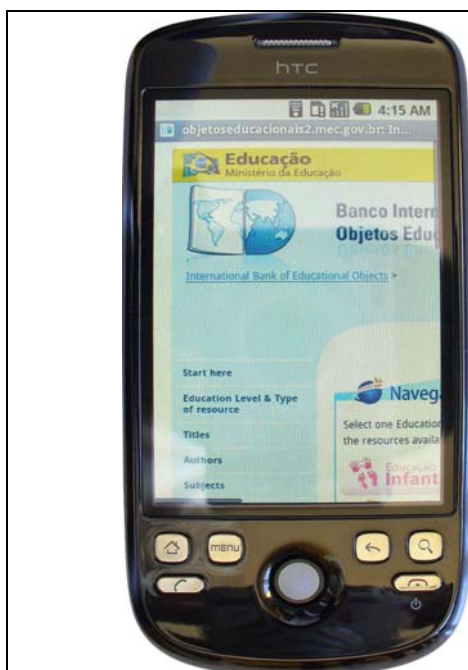 hTC
4:15 AM
objetoseducacionais2.mec.gov.br: In...
Educação
Ministério da Educação
Banco Intern
Objetos Educ
International Bank of Educational Objects >
Start here
Education Level & Type
of resource
Titles
Authors
Subjects
Navega
Select one Education
the resources availa
Educação
Infant
MENU